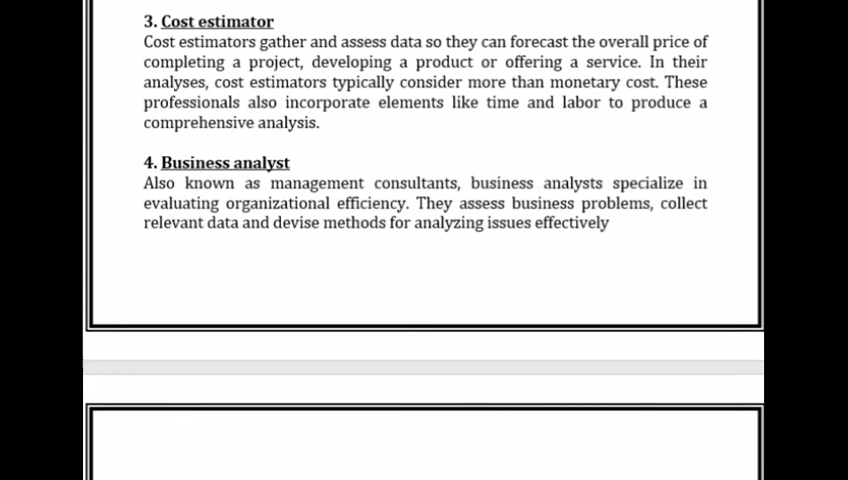 3. Cost estimator
Cost estimators gather and assess data so they can forecast the overall price of
completing a project, developing a product or offering a service. In their
analyses, cost estimators typically consider more than monetary cost. These
professionals also incorporate elements like time and labor to produce a
comprehensive analysis.
4. Business analyst
Also known as management consultants, business analysts specialize in
evaluating organizational efficiency. They assess business problems, collect
relevant data and devise methods for analyzing issues effectively